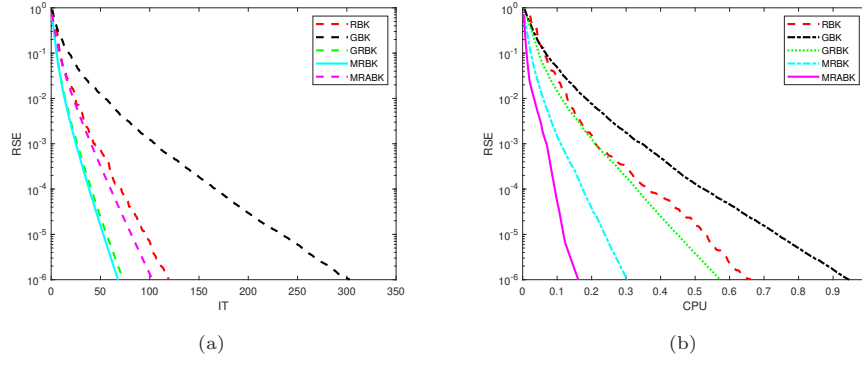 10^0
10^-1
10^-2
10^-3
10^-4
10^-5
10^-6
RSE
0 50 100 150 200 250 300 350
IT
RBK
GBK
GRBK
MRBK
MRABK
(a)
10^0
10^-1
10^-2
10^-3
10^-4
10^-5
10^-6
RSE
0 0.1 0.2 0.3 0.4 0.5 0.6 0.7 0.8 0.9
CPU
RBK
GBK
GRBK
MRBK
MRABK
(b)